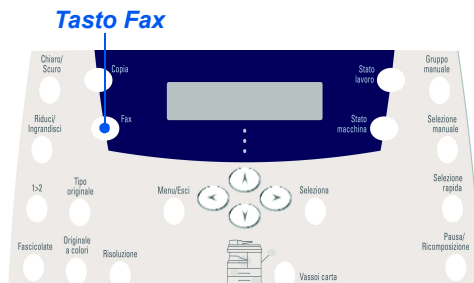 Tasto Fax
Chiaro/
Scuro
Copia
Stato
lavoro
Gruppo
manuale
Riduci/
Ingrandisci
Fax
Stato
macchina
Selezione
manuale
1>2
Tipo
originale
Menu/Esci
Seleziona
Selezione
rapida
Fascicolate
Originale
a colori
Risoluzione
Vassoi carta
Pausa/
Ricomposizione